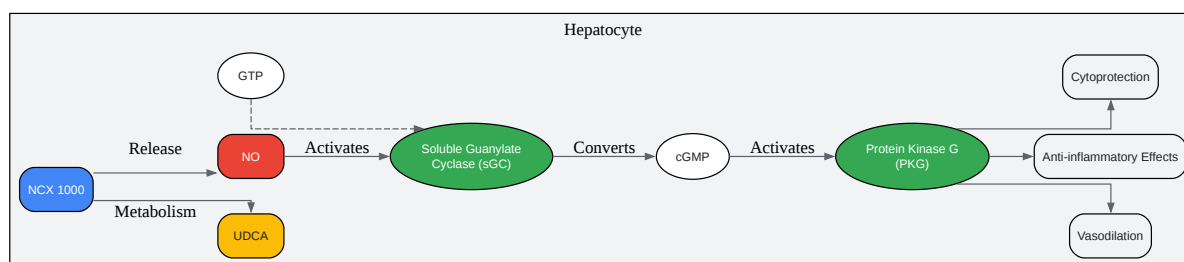 Hepatocyte
GTP
Cytoprotection
Release
NO
Activates
Soluble Guanylate
Cyclase (sGC)
Converts
cGMP
Activates
Protein Kinase G
(PKG)
Anti-inflammatory Effects
NCX 1000
Metabolism
UDCA
Vasodilation